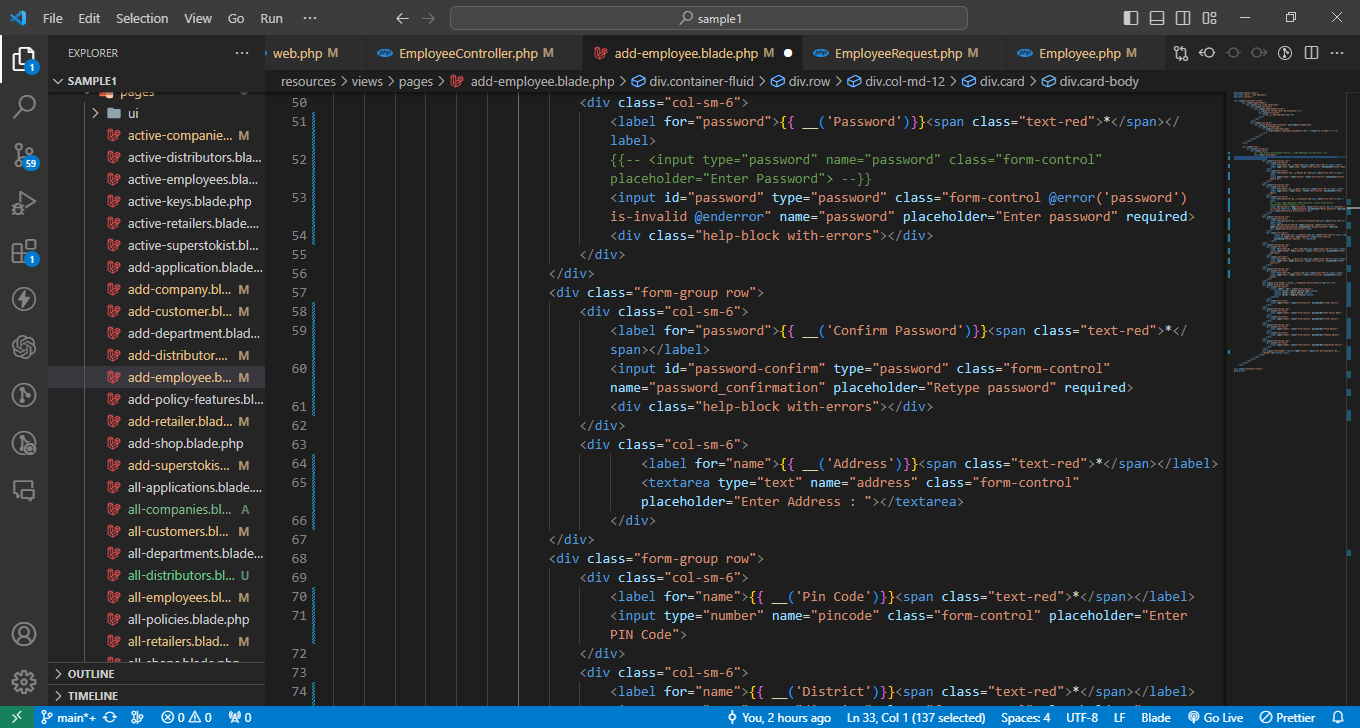 File Edit Selection View Go Run ··· sample1
EXPLORER ···
web.php M EmployeeController.php M add-employee.blade.php M EmployeeRequest.php M Employee.php M ···
SAMPLE1
resources > views > pages > add-employee.blade.php > div.container-fluid > div.row > div.col-md-12 > div.card > div.card-body
pages
ui
active-companie... M
active-distributors.bla...
active-employees.bla...
active-keys.blade.php
active-retailers.blade....
active-superstokist.bl...
add-application.blade...
add-company.bl... M
add-customer.bl... M
add-department.blad...
add-distributor.... M
add-employee.b... M
add-policy-features.bl...
add-retailer.blad... M
add-shop.blade.php
add-superstokis... M
all-applications.blade....
all-companies.bl... A
all-customers.bl... M
all-departments.blade...
all-distributors.bl... U
all-employees.bl... M
all-policies.blade.php
all-retailers.blad... M
all-shops.blade.php
OUTLINE
TIMELINE
1
59
1
50 <div class="col-sm-6">
51 <label for="password">{{ __('Password')}}<span class="text-red">*</span></
label>
52 {{-- <input type="password" name="password" class="form-control"
placeholder="Enter Password"> --}}
53 <input id="password" type="password" class="form-control @error('password')
is-invalid @enderror" name="password" placeholder="Enter password" required>
54 <div class="help-block with-errors"></div>
55 </div>
56 </div>
57 <div class="form-group row">
58 <div class="col-sm-6">
59 <label for="password">{{ __('Confirm Password')}}<span class="text-red">*</
span></label>
60 <input id="password-confirm" type="password" class="form-control"
name="password_confirmation" placeholder="Retype password" required>
61 <div class="help-block with-errors"></div>
62 </div>
63 <div class="col-sm-6">
64 <label for="name">{{ __('Address')}}<span class="text-red">*</span></label>
65 <textarea type="text" name="address" class="form-control"
placeholder="Enter Address : "></textarea>
66 </div>
67 </div>
68 <div class="form-group row">
69 <div class="col-sm-6">
70 <label for="name">{{ __('Pin Code')}}<span class="text-red">*</span></label>
71 <input type="number" name="pincode" class="form-control" placeholder="Enter
PIN Code">
72 </div>
73 <div class="col-sm-6">
74 <label for="name">{{ __('District')}}<span class="text-red">*</span></label>
main*+ 0 0 0 You, 2 hours ago Ln 33, Col 1 (137 selected) Spaces: 4 UTF-8 LF Blade Go Live Prettier